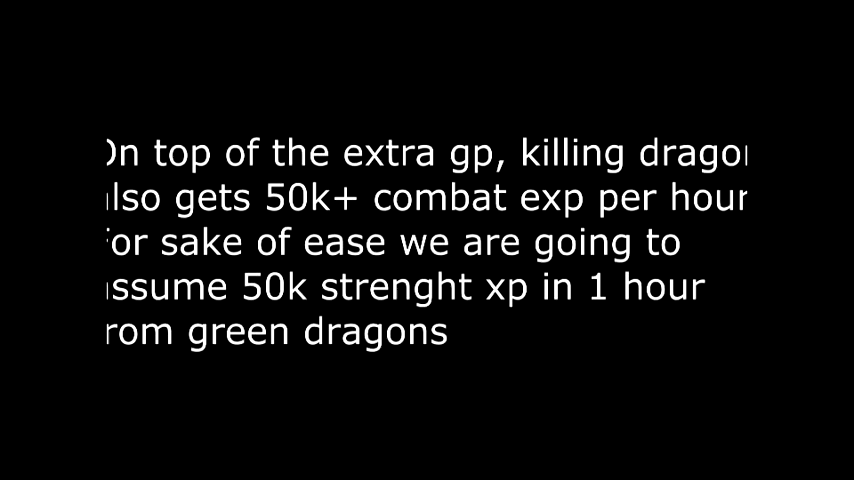 On top of the extra gp, killing dragon
also gets 50k+ combat exp per hour
for sake of ease we are going to
assume 50k strenght xp in 1 hour
from green dragons